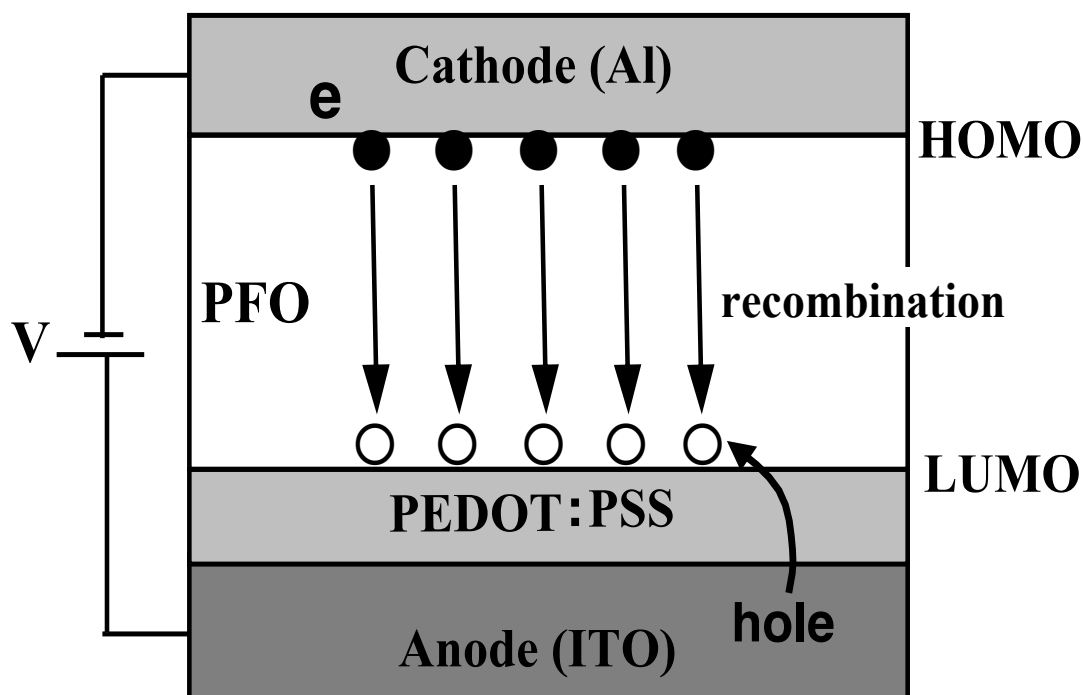 Cathode (Al)
e
HOMO
PFO
recombination
V
LUMO
PEDOT:PSS
hole
Anode (ITO)